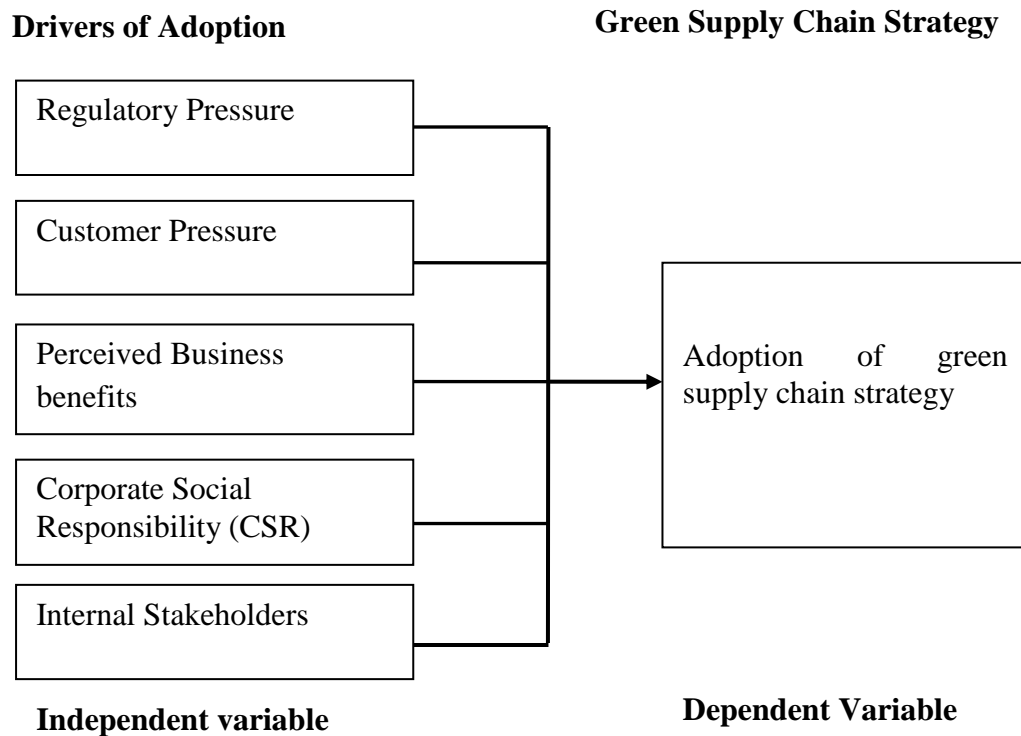 Drivers of Adoption
Green Supply Chain Strategy
Regulatory Pressure
Customer Pressure
Perceived Business
benefits
Corporate Social
Responsibility (CSR)
Internal Stakeholders
Adoption of green
supply chain strategy
Independent variable
Dependent Variable